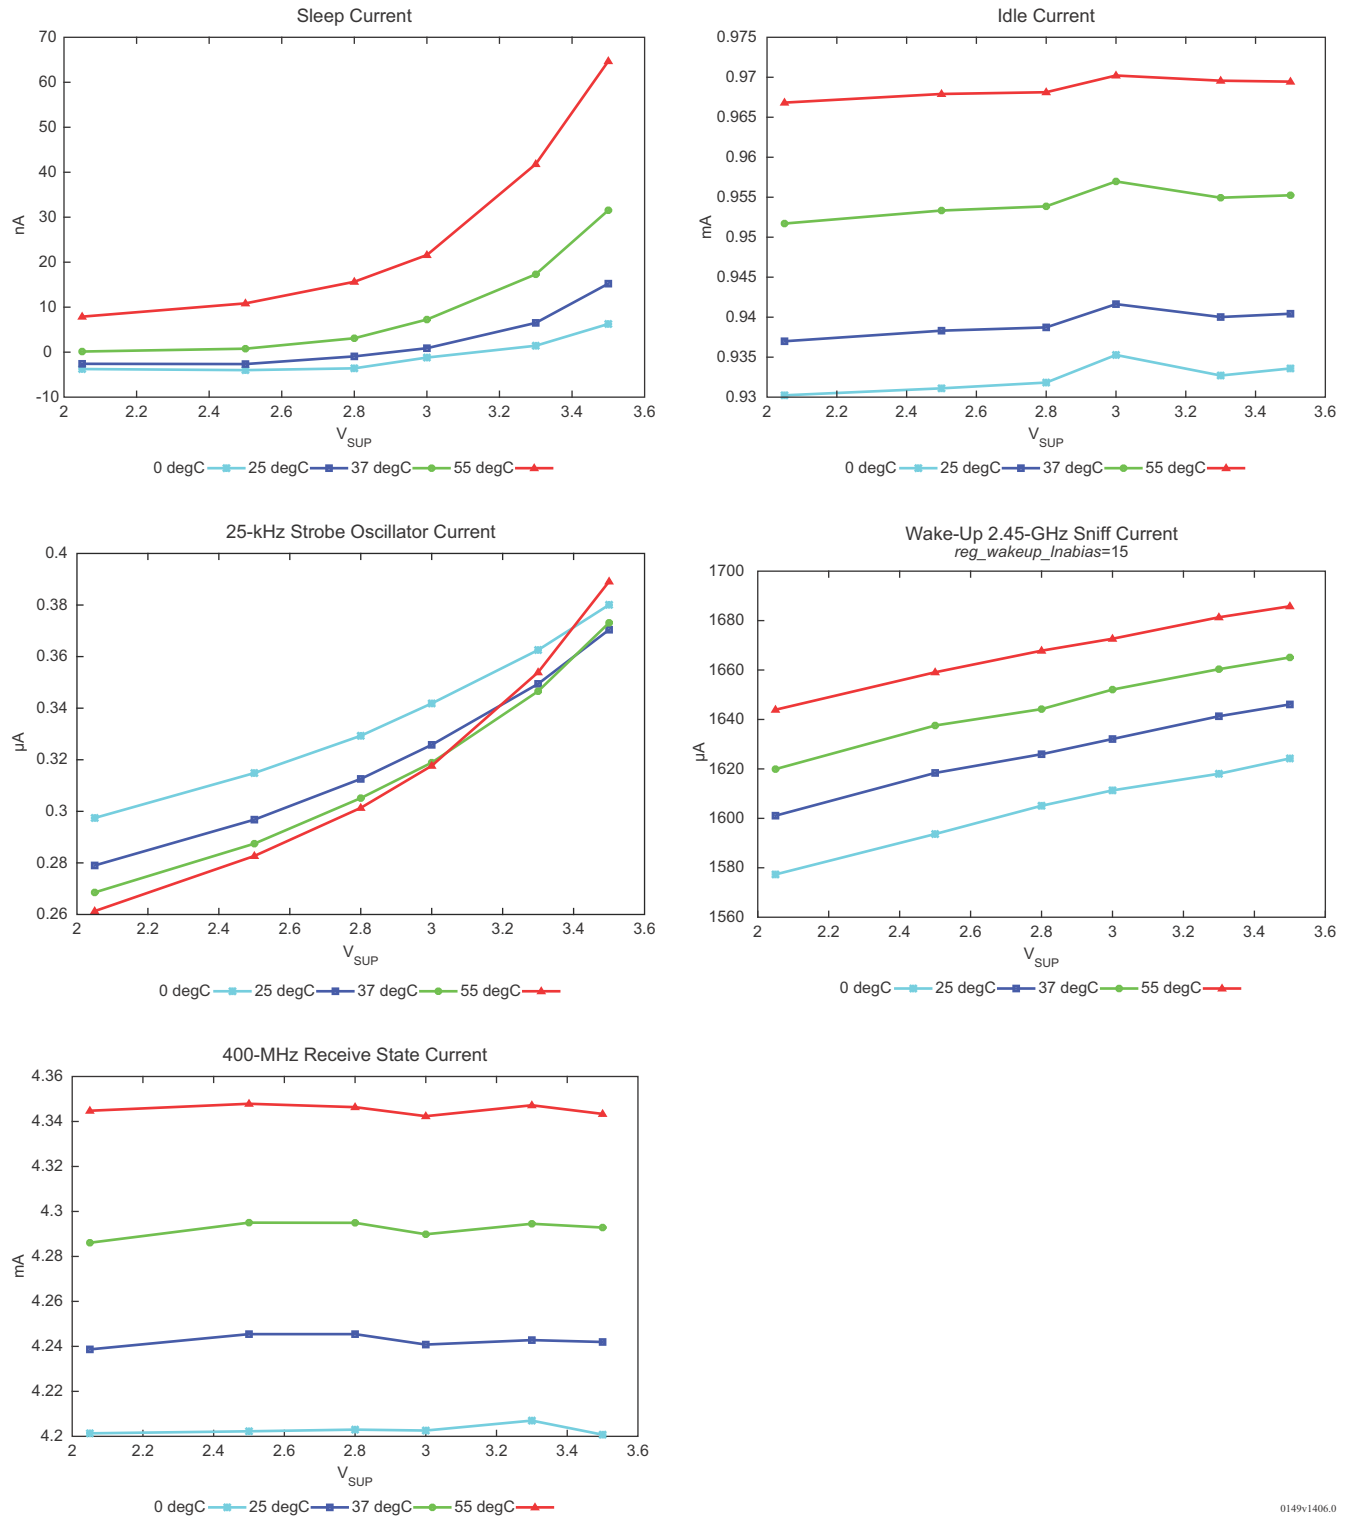 Sleep Current
70
60
50
40
30
20
10
0
-10
nA
2 2.2 2.4 2.6 2.8 3 3.2 3.4 3.6
VSUP
0 degC 25 degC 37 degC 55 degC
Idle Current
0.975
0.97
0.965
0.96
0.955
0.95
0.945
0.94
0.935
0.93
mA
2 2.2 2.4 2.6 2.8 3 3.2 3.4 3.6
VSUP
0 degC 25 degC 37 degC 55 degC
25-kHz Strobe Oscillator Current
0.4
0.38
0.36
0.34
0.32
0.3
0.28
0.26
µA
2 2.2 2.4 2.6 2.8 3 3.2 3.4 3.6
VSUP
0 degC 25 degC 37 degC 55 degC
Wake-Up 2.45-GHz Sniff Current
reg_wakeup_lnabias=15
1700
1680
1660
1640
1620
1600
1580
1560
µA
2 2.2 2.4 2.6 2.8 3 3.2 3.4 3.6
VSUP
0 degC 25 degC 37 degC 55 degC
400-MHz Receive State Current
4.36
4.34
4.32
4.3
4.28
4.26
4.24
4.22
4.2
mA
2 2.2 2.4 2.6 2.8 3 3.2 3.4 3.6
VSUP
0 degC 25 degC 37 degC 55 degC
0149v1406.0